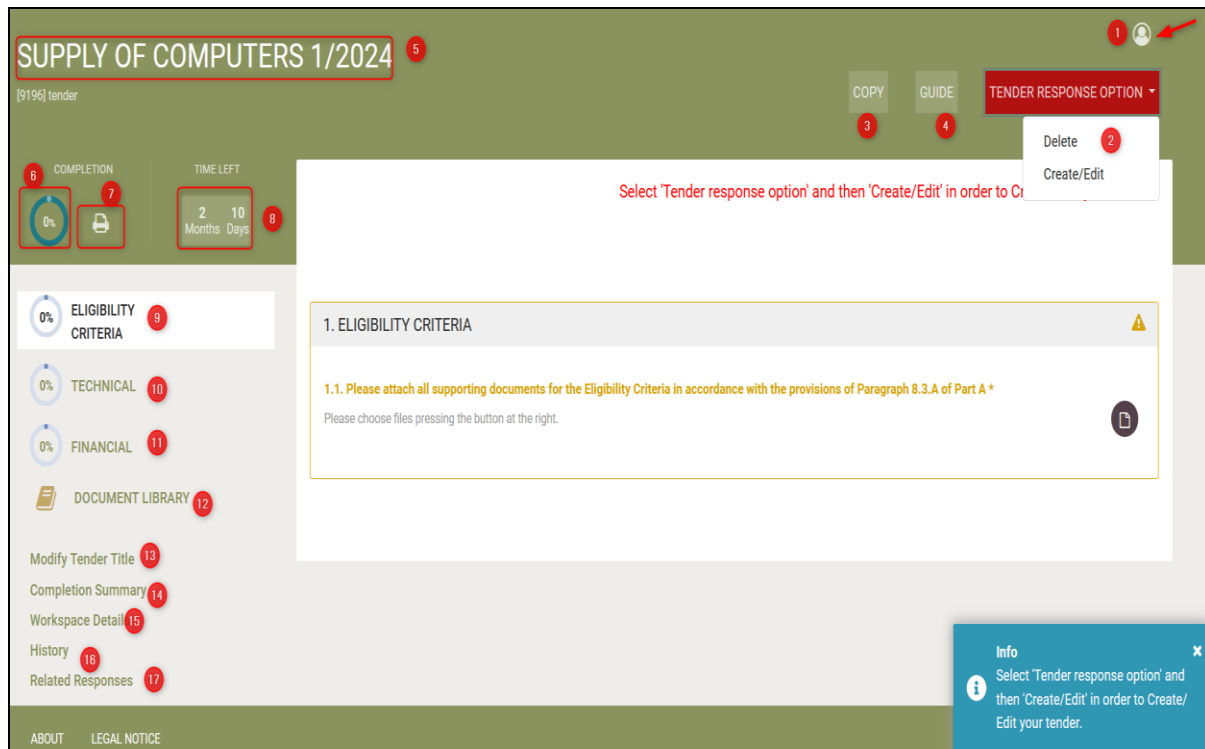 1
SUPPLY OF COMPUTERS 1/2024 5
[9196] tender
COPY GUIDE TENDER RESPONSE OPTION
3 4
Delete 2
Create/Edit
COMPLETION TIME LEFT
6 7
0% 2 10 8
Months Days
Select 'Tender response option' and then 'Create/Edit' in order to
0% ELIGIBILITY 9
CRITERIA
0% TECHNICAL 10
0% FINANCIAL 11
DOCUMENT LIBRARY 12
Modify Tender Title 13
Completion Summary 14
Workspace Detail 15
History 16
Related Responses 17
1. ELIGIBILITY CRITERIA
1.1. Please attach all supporting documents for the Eligibility Criteria in accordance with the provisions of Paragraph 8.3.A of Part A *
Please choose files pressing the button at the right.
Info x
Select 'Tender response option' and
then 'Create/Edit' in order to Create/
Edit your tender.
ABOUT LEGAL NOTICE